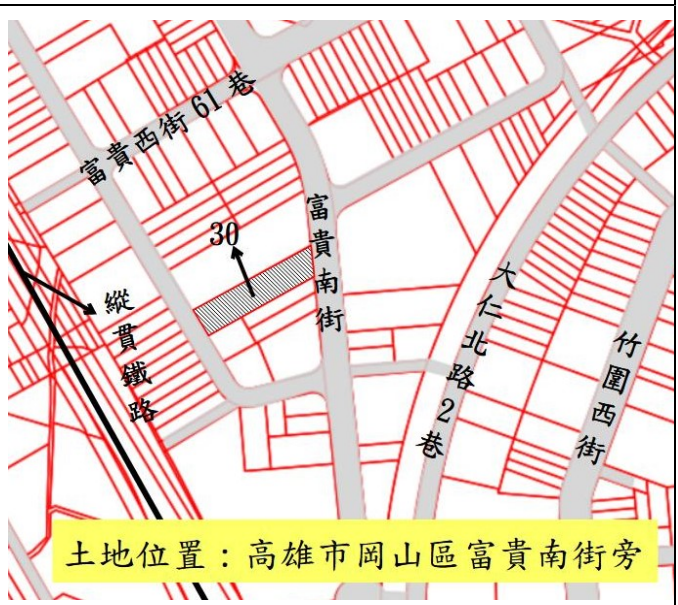 富貴西街61巷
30
富貴南街
縱貫鐵路
大仁北路2巷
竹圍西街
土地位置：高雄市岡山區富貴南街旁